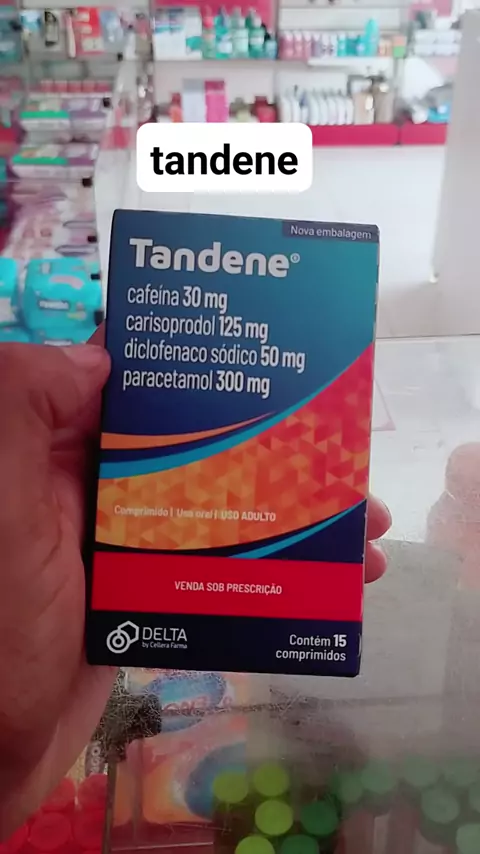 tandene
Nova embalagem
Tandene®
cafeína 30 mg
carisoprodol 125 mg
diclofenaco sódico 50 mg
paracetamol 300 mg
Comprimido | Uso oral | USO ADULTO
VENDA SOB PRESCRIÇÃO
DELTA
by Cellera Farma
Contém 15
comprimidos